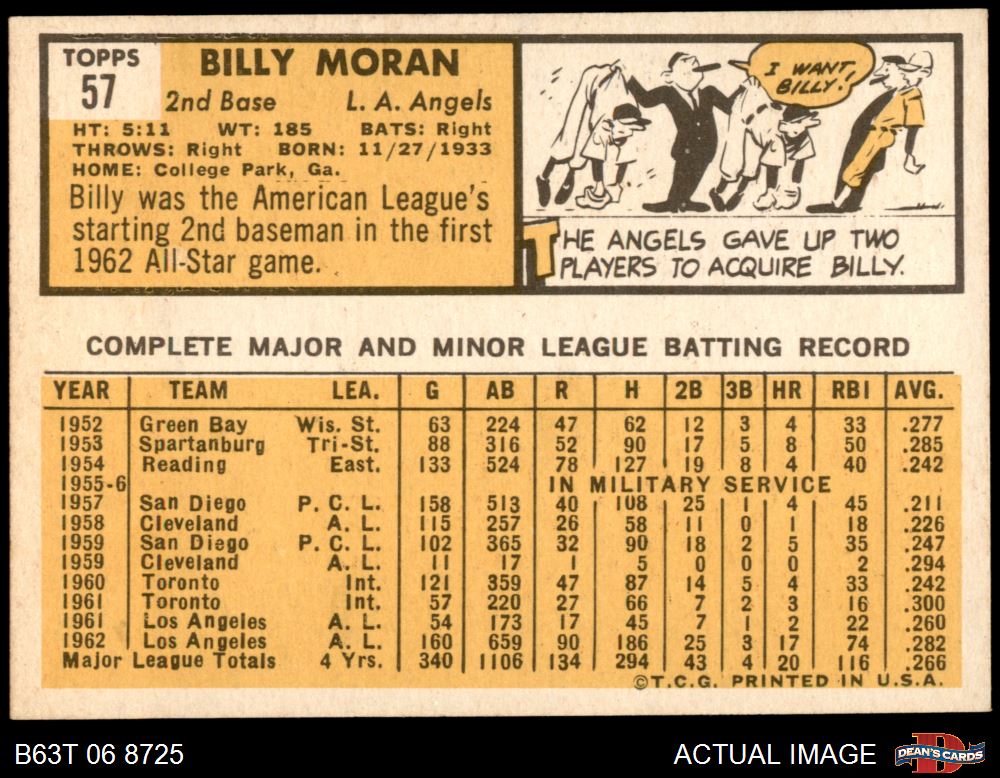 TOPPS
57
BILLY MORAN
2nd Base L. A. Angels
HT: 5:11 WT: 185 BATS: Right
THROWS: Right BORN: 11/27/1933
HOME: College Park, Ga.
Billy was the American League's
starting 2nd baseman in the first
1962 All-Star game.
I WANT
BILLY!
THE ANGELS GAVE UP TWO
PLAYERS TO ACQUIRE BILLY.
COMPLETE MAJOR AND MINOR LEAGUE BATTING RECORD
YEAR TEAM LEA. G AB R H 2B 3B HR RBI AVG.
1952 Green Bay Wis. St. 63 224 47 62 12 3 4 33 .277
1953 Spartanburg Tri-St. 88 316 52 90 17 5 8 50 .285
1954 Reading East. 133 524 78 127 19 8 4 40 .242
1955-6 IN MILITARY SERVICE
1957 San Diego P. C. L. 158 513 40 108 25 1 4 45 .211
1958 Cleveland A. L. 115 257 26 58 11 0 1 18 .226
1959 San Diego P. C. L. 102 365 32 90 18 2 5 35 .247
1959 Cleveland A. L. 11 17 1 5 0 0 0 2 .294
1960 Toronto Int. 121 359 47 87 14 5 4 33 .242
1961 Toronto Int. 57 220 27 66 7 2 3 16 .300
1961 Los Angeles A. L. 54 173 17 45 7 1 2 22 .260
1962 Los Angeles A. L. 160 659 90 186 25 3 17 74 .282
Major League Totals 4 Yrs. 340 1106 134 294 43 4 20 116 .266
©T.C.G. PRINTED IN U.S.A.
B63T 06 8725 ACTUAL IMAGE DEAN'S CARDS